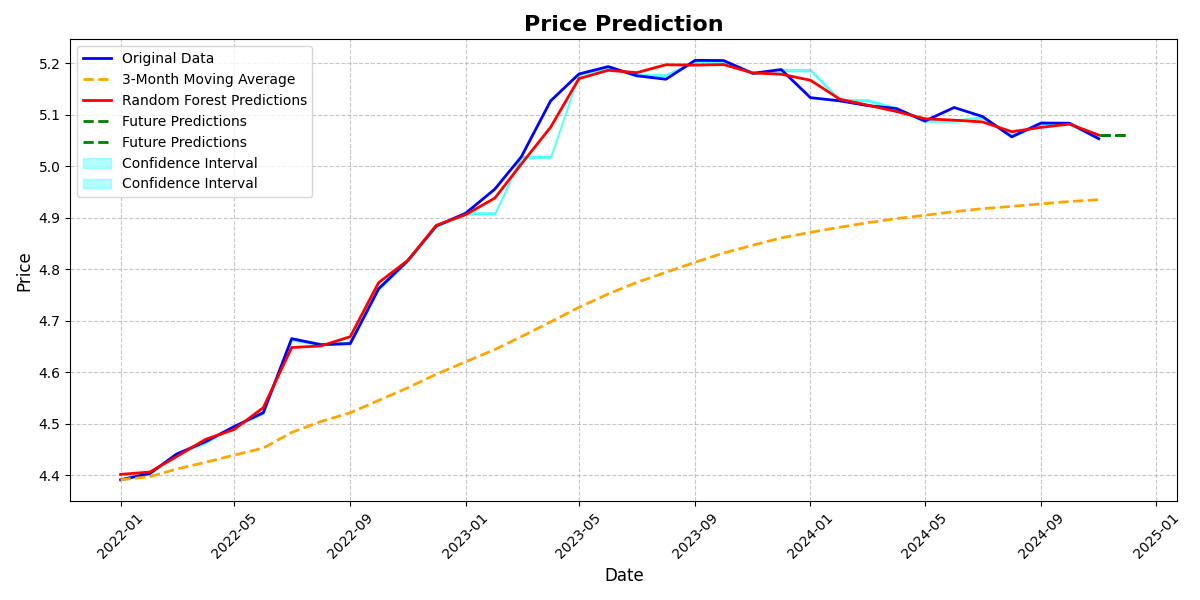 Price Prediction
Original Data
3-Month Moving Average
Random Forest Predictions
Future Predictions
Future Predictions
Confidence Interval
Confidence Interval
5.2
5.1
5.0
4.9
4.8
4.7
4.6
4.5
4.4
Price
2022-01
2022-05
2022-09
2023-01
2023-05
2023-09
2024-01
2024-05
2024-09
2025-01
Date